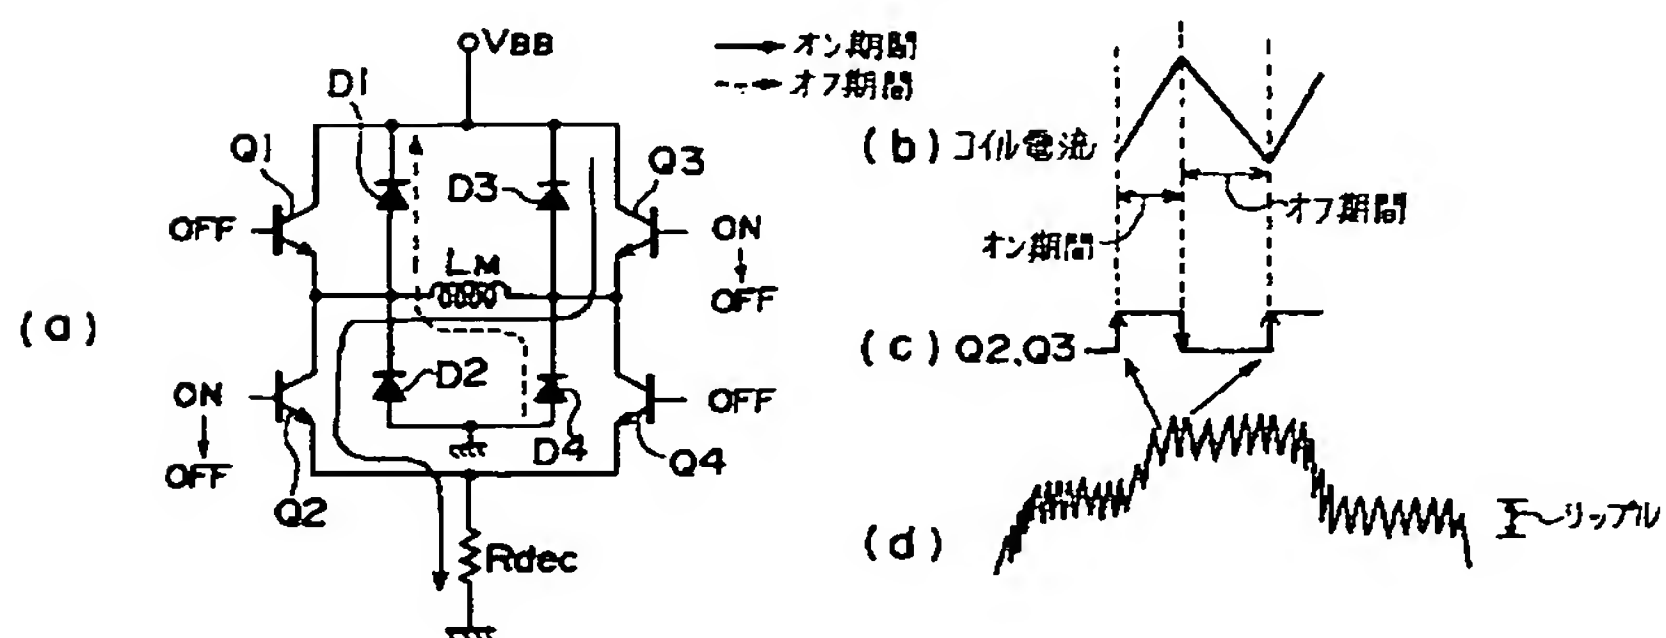 (a)
VBB
オン期間
オフ期間
D1
Q1
OFF
D3
Q3
ON
OFF
LM
ON
OFF
D2
D4
OFF
Q2
Q4
Rdec
(b) コイル電流
オン期間
オフ期間
(c) Q2,Q3
(d)
リップル